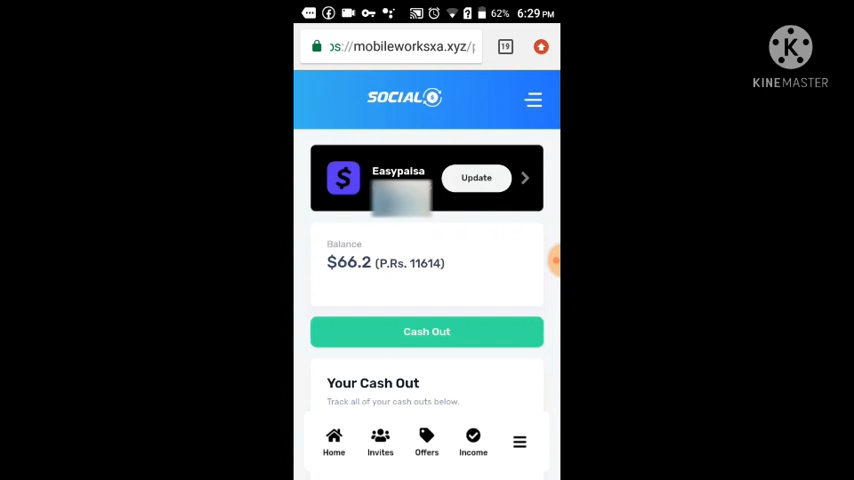 62% 6:29 PM
ps://mobileworksxa.xyz/p
19
SOCIAL
KINEMASTER
Easypaisa
Update
Balance
$66.2 (P.Rs. 11614)
Cash Out
Your Cash Out
Track all of your cash outs below.
Home Invites Offers Income